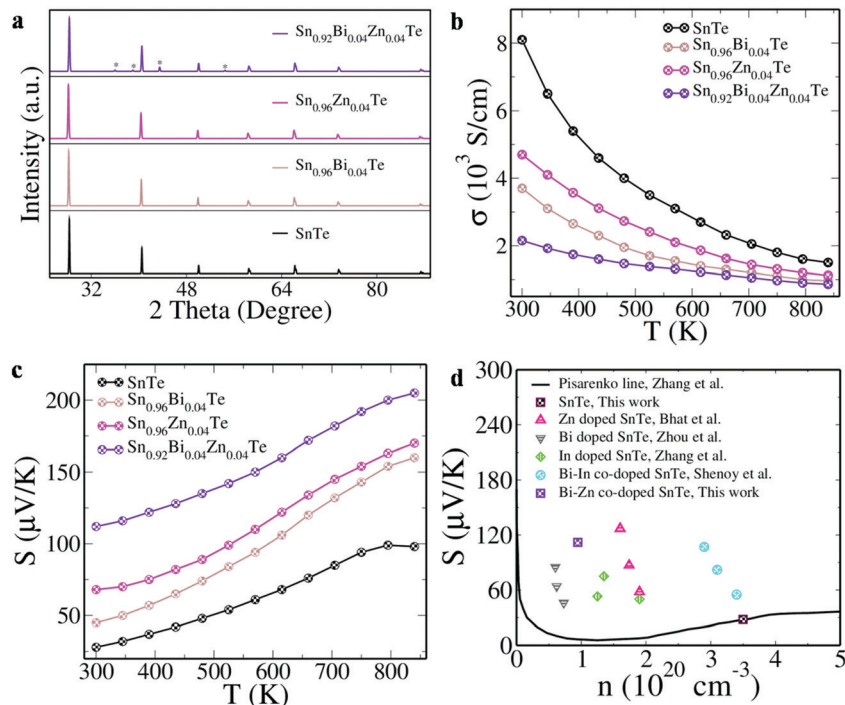 a
Intensity (a.u.)
Sn0.92Bi0.04Zn0.04Te
* * * *
Sn0.96Zn0.04Te
Sn0.96Bi0.04Te
SnTe
32 48 64 80
2 Theta (Degree)
b
σ (10³ S/cm)
8
6
4
2
SnTe
Sn0.96Bi0.04Te
Sn0.96Zn0.04Te
Sn0.92Bi0.04Zn0.04Te
300 400 500 600 700 800
T (K)
c
S (μV/K)
200
150
100
50
SnTe
Sn0.96Bi0.04Te
Sn0.96Zn0.04Te
Sn0.92Bi0.04Zn0.04Te
300 400 500 600 700 800
T (K)
d
S (μV/K)
300
240
180
120
60
0
Pisarenko line, Zhang et al.
SnTe, This work
Zn doped SnTe, Bhat et al.
Bi doped SnTe, Zhou et al.
In doped SnTe, Zhang et al.
Bi-In co-doped SnTe, Shenoy et al.
Bi-Zn co-doped SnTe, This work
0 1 2 3 4 5
n (10²⁰ cm⁻³)